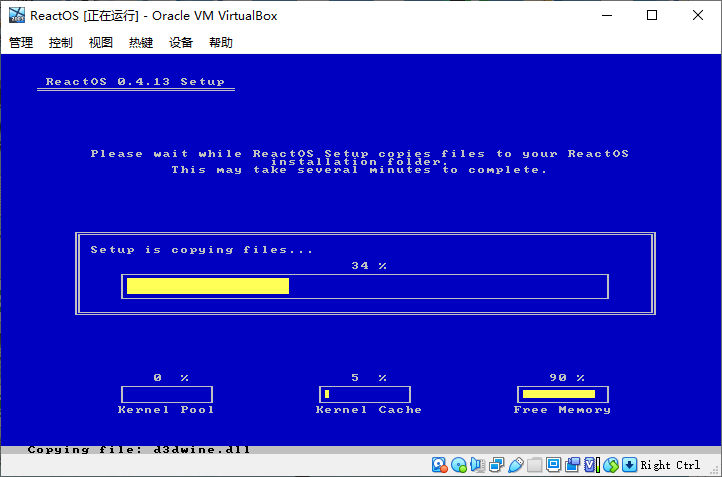 ReactOS [正在运行] - Oracle VM VirtualBox
管理 控制 视图 热键 设备 帮助
ReactOS 0.4.13 Setup
Please wait while ReactOS Setup copies files to your ReactOS
installation folder.
This may take several minutes to complete.
Setup is copying files...
34 %
0 % 5 % 90 %
Kernel Pool Kernel Cache Free Memory
Copying file: d3dwine.dll
Right Ctrl